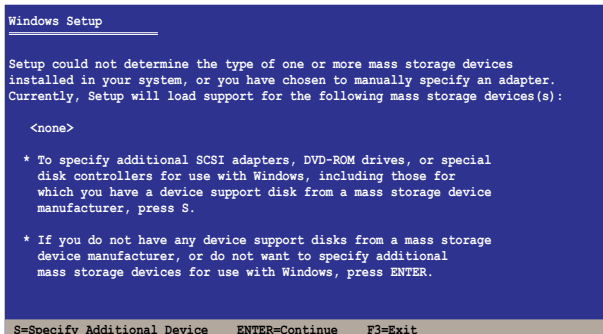 Windows Setup
Setup could not determine the type of one or more mass storage devices
installed in your system, or you have chosen to manually specify an adapter.
Currently, Setup will load support for the following mass storage devices(s):
<none>
* To specify additional SCSI adapters, DVD-ROM drives, or special
disk controllers for use with Windows, including those for
which you have a device support disk from a mass storage device
manufacturer, press S.
* If you do not have any device support disks from a mass storage
device manufacturer, or do not want to specify additional
mass storage devices for use with Windows, press ENTER.
S=Specify Additional Device ENTER=Continue F3=Exit